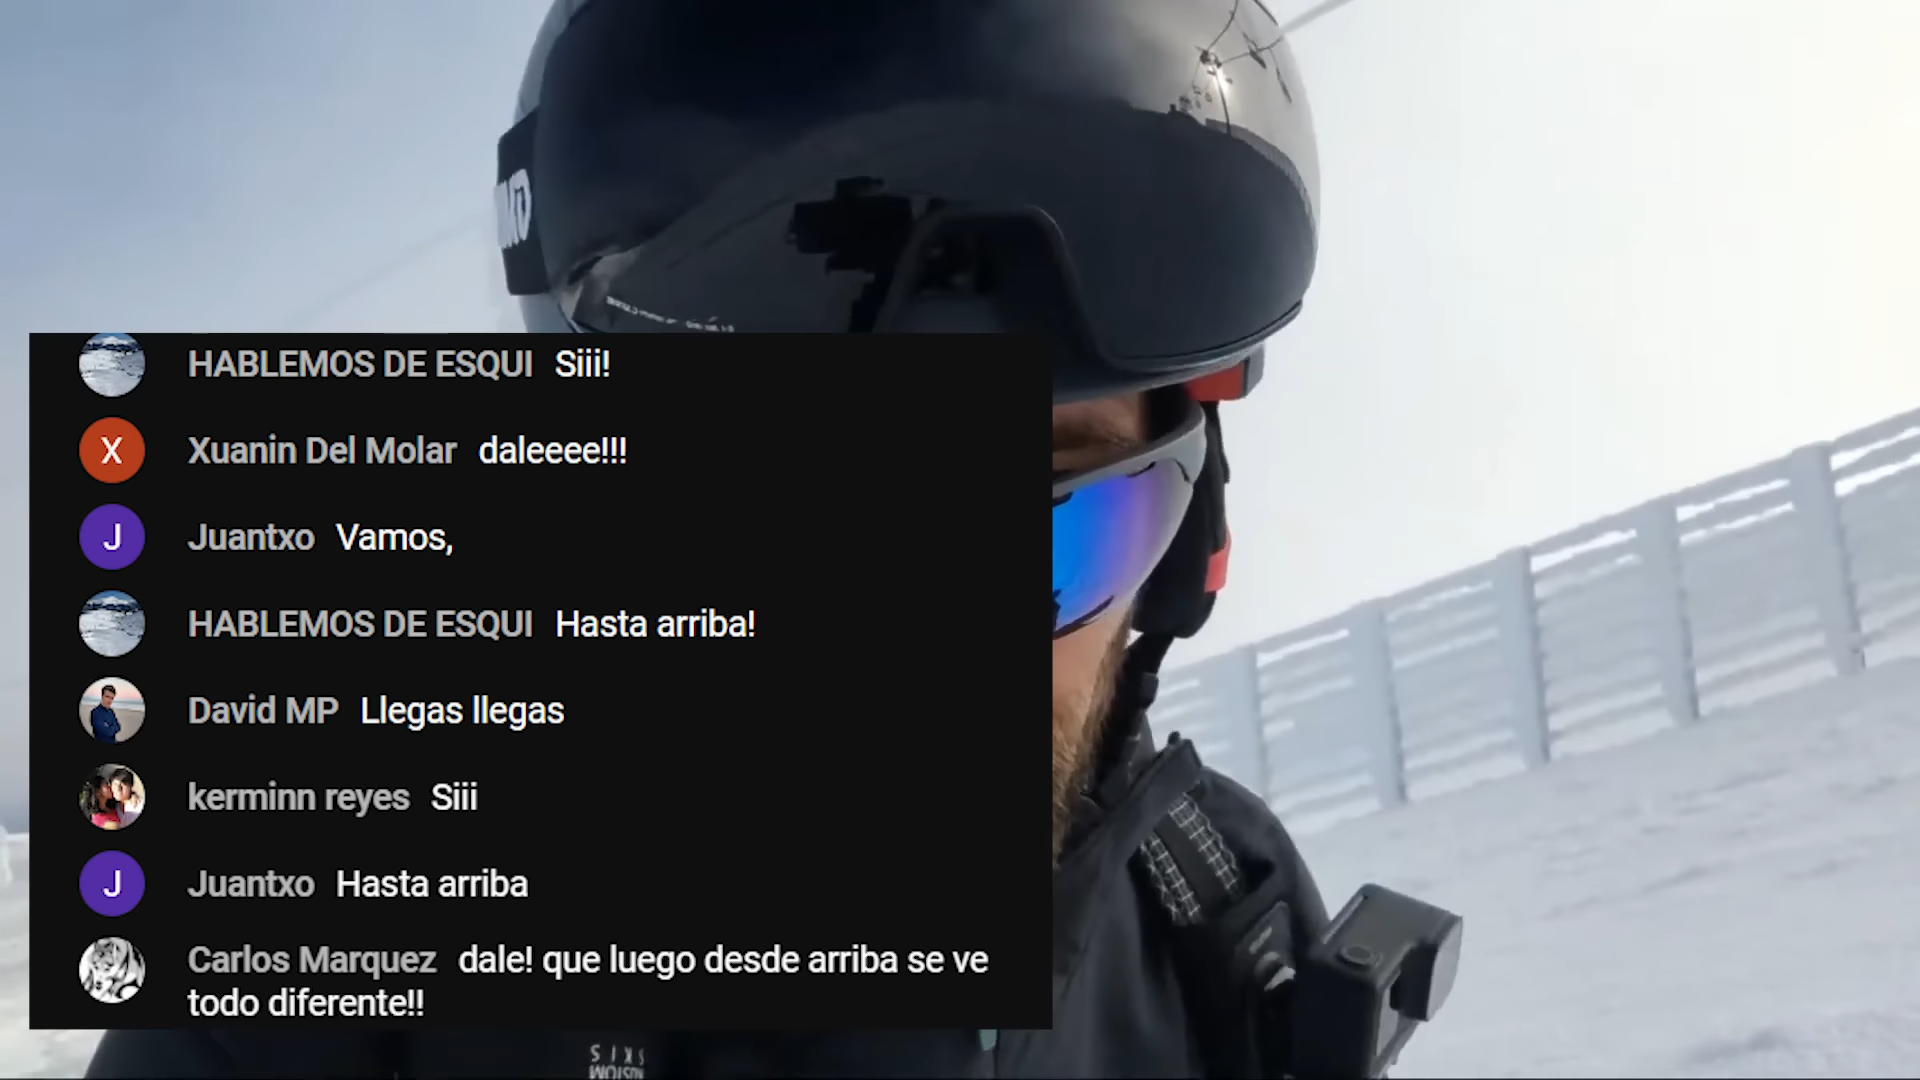 HABLEMOS DE ESQUI Siii!
X
Xuanin Del Molar daleeee!!!
J
Juantxo Vamos,
HABLEMOS DE ESQUI Hasta arriba!
David MP Llegas llegas
kerminn reyes Siii
J
Juantxo Hasta arriba
Carlos Marquez dale! que luego desde arriba se ve
todo diferente!!
SKIS